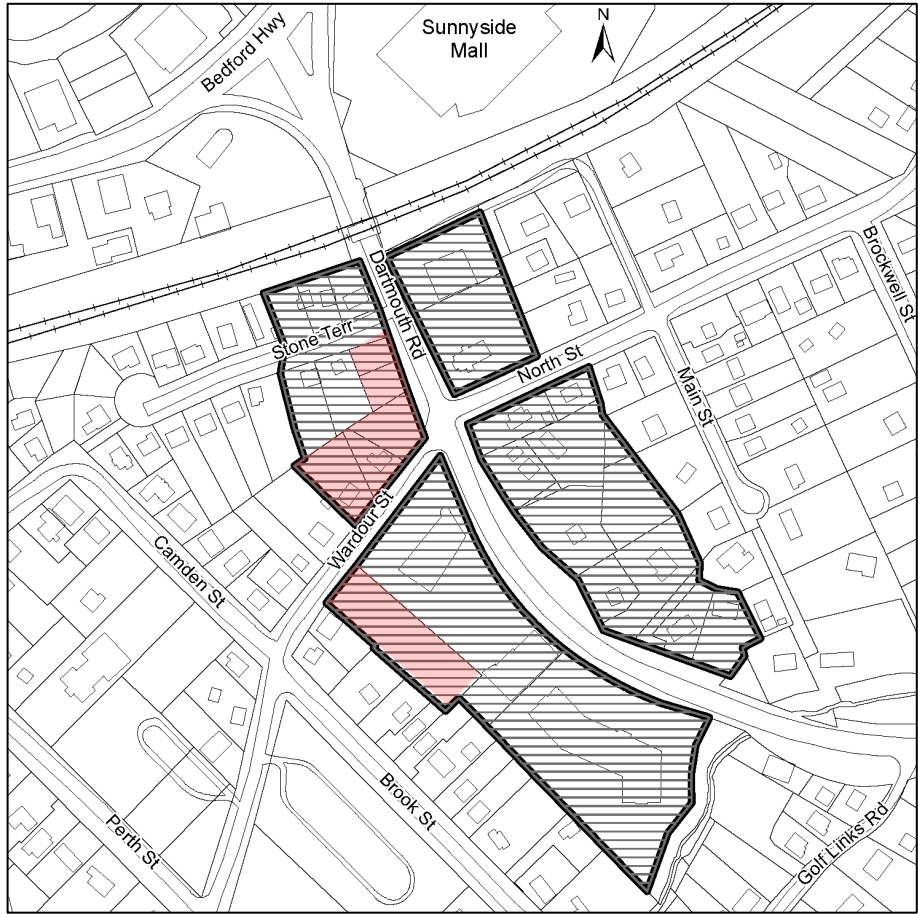 Sunnyside
Mall
N
Bedford Hwy
Dartmouth Rd
Brockwell St
Stone Terr
North St
Main St
Wardour St
Camden St
Brook St
Perth St
Golf Links Rd